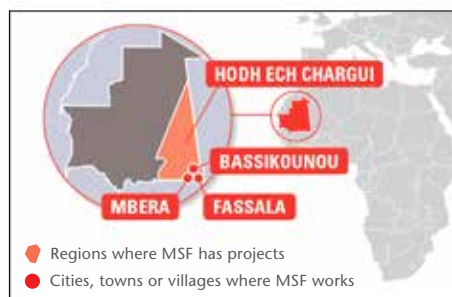 HODH ECH CHARGUI
BASSIKOUNOU
MBERA
FASSALA
Regions where MSF has projects
Cities, towns or villages where MSF works